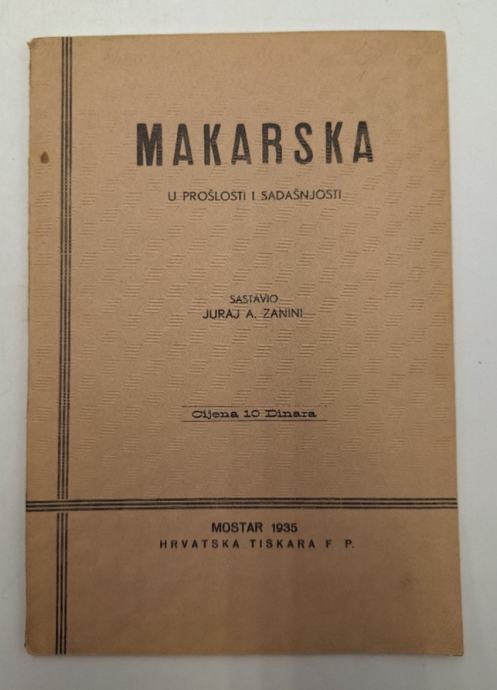 MAKARSKA
U PROŠLOSTI I SADAŠNJOSTI
SASTAVIO
JURAJ A. ZANINI
Cijena 10 Dinara
MOSTAR 1935
HRVATSKA TISKARA F. P.